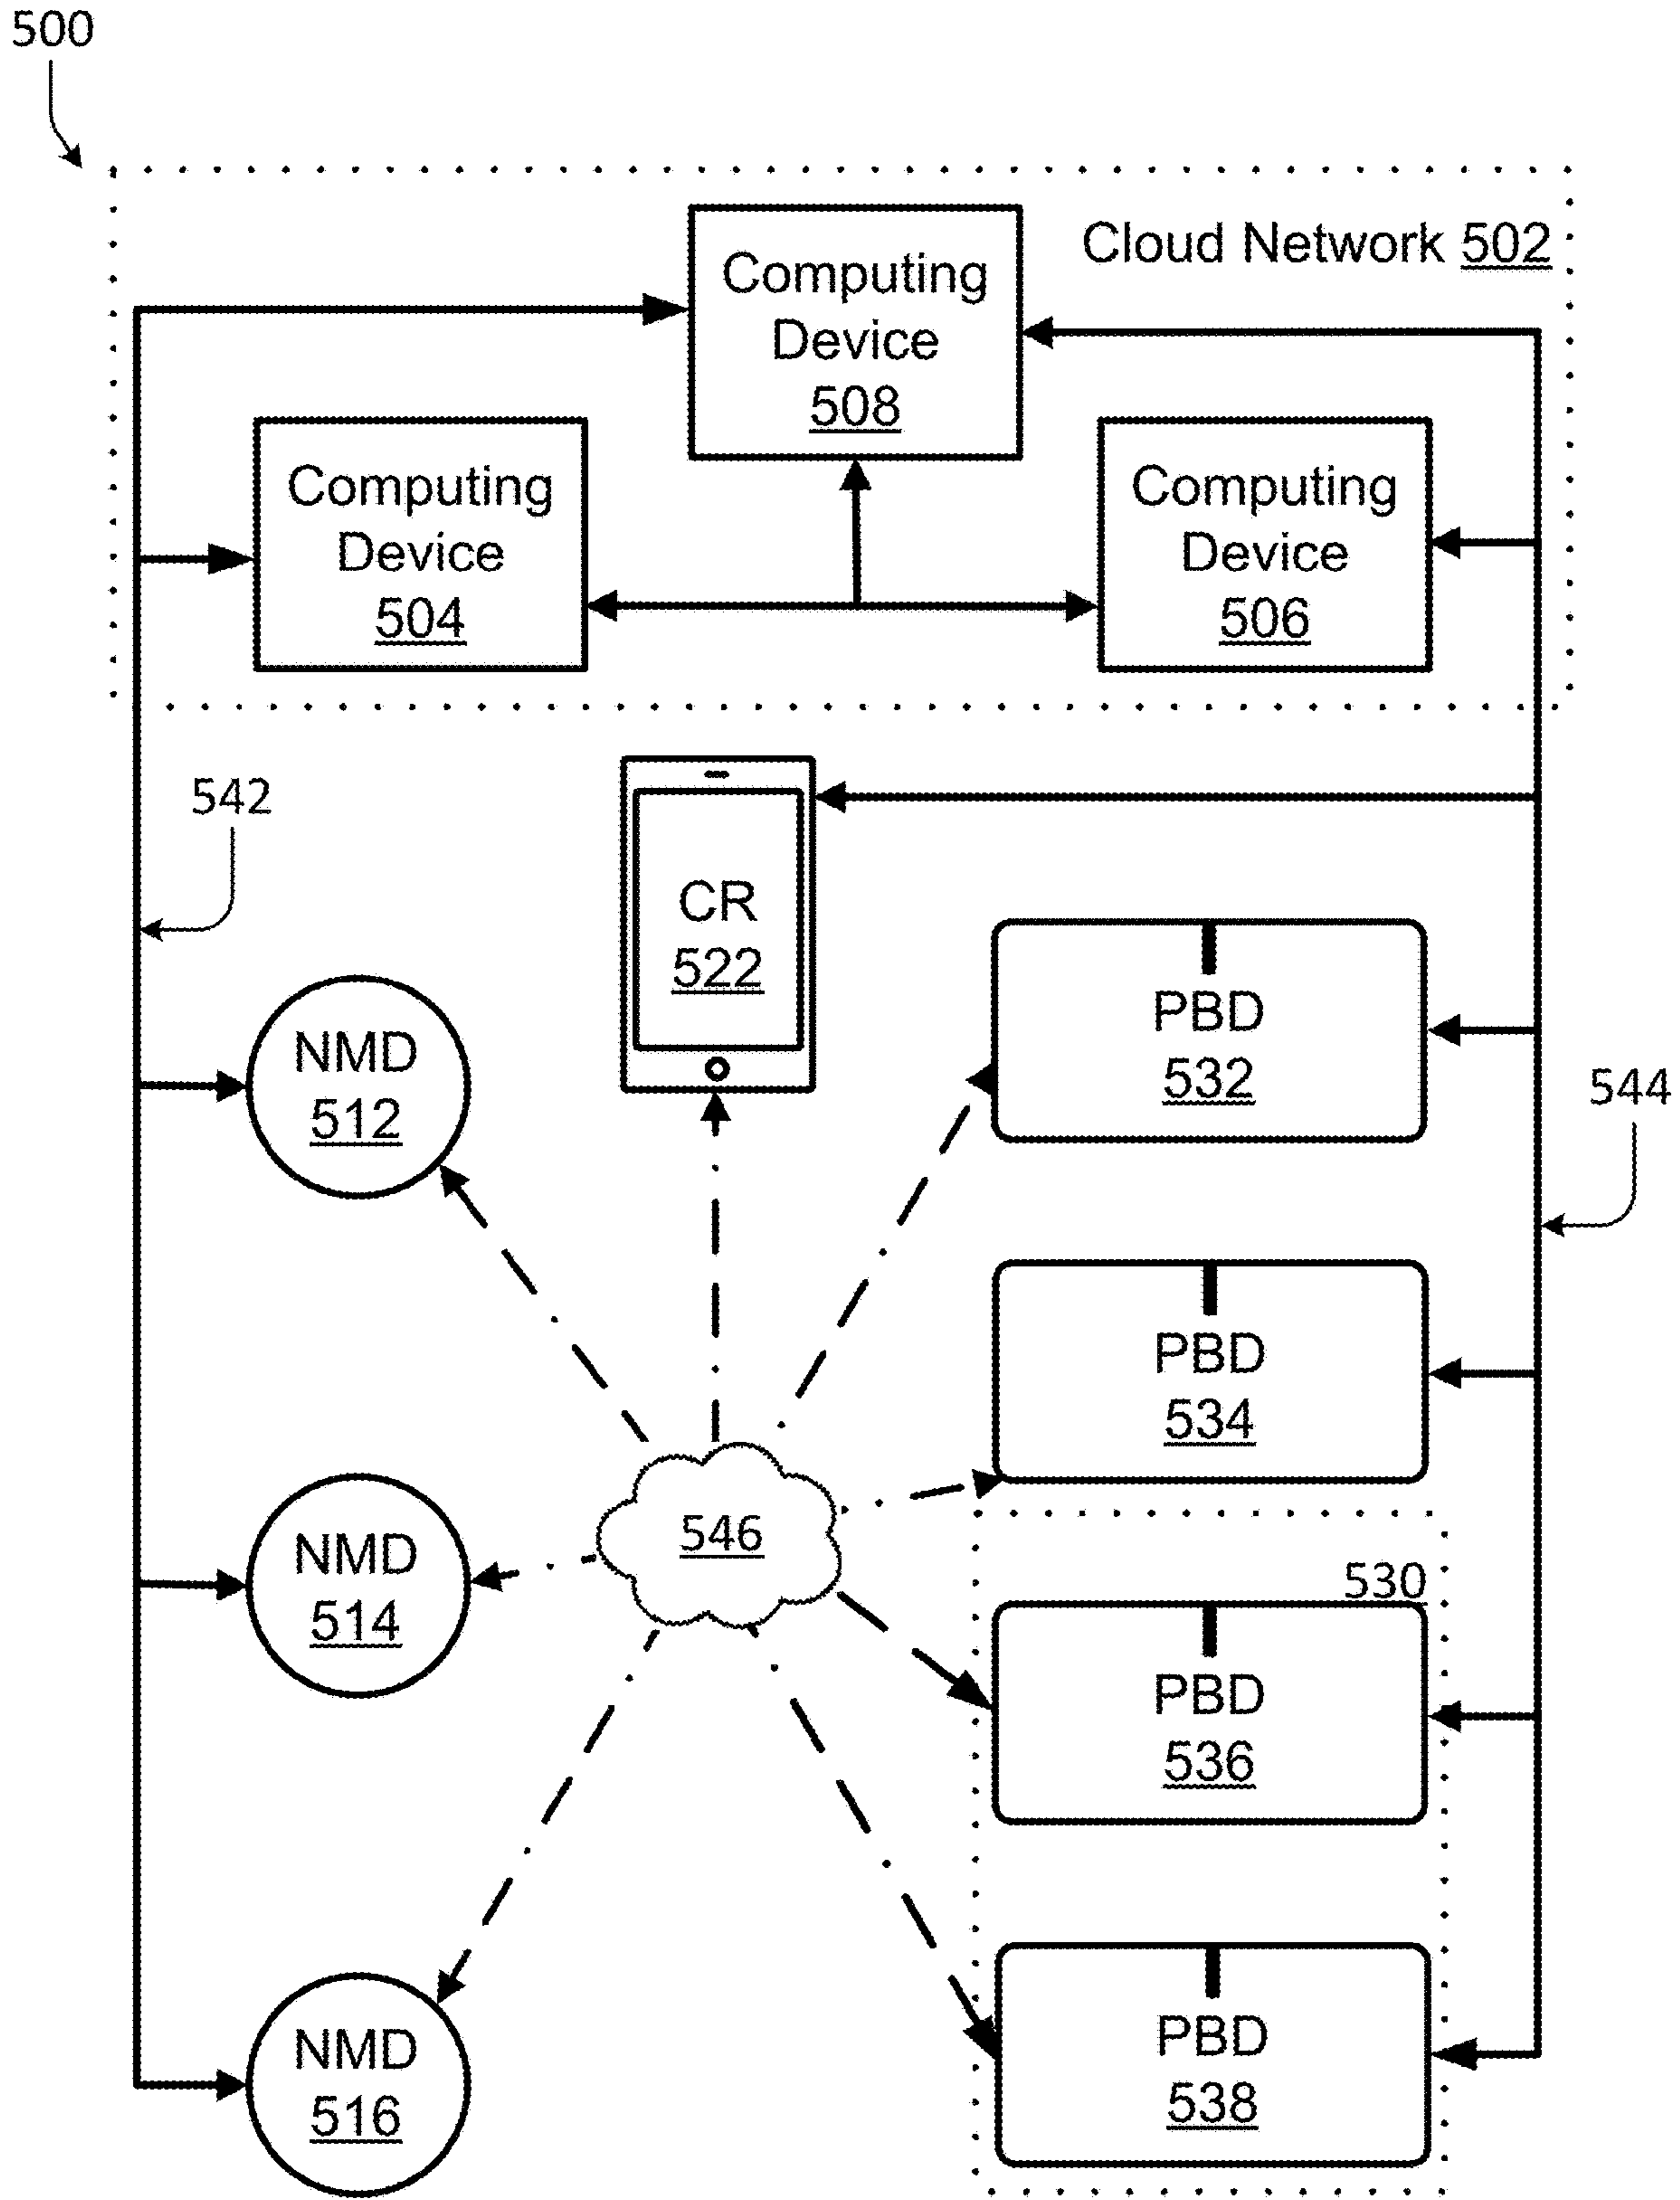 500
Cloud Network 502
Computing
Device
508
Computing
Device
504
Computing
Device
506
542
CR
522
NMD
512
PBD
532
544
PBD
534
546
NMD
514
530
PBD
536
NMD
516
PBD
538